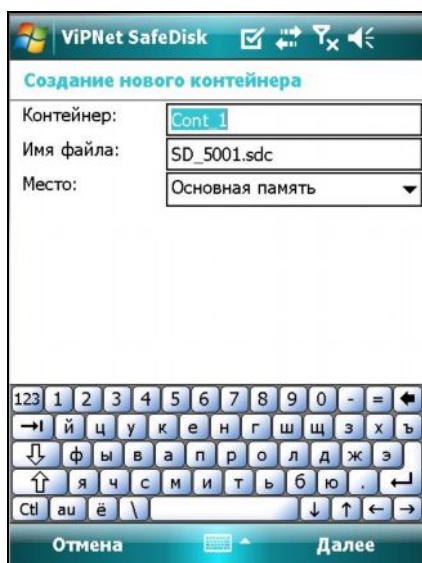 ViPNet SafeDisk
Создание нового контейнера
Контейнер: Cont_1
Имя файла: SD_5001.sdc
Место: Основная память
123 1 2 3 4 5 6 7 8 9 0 - =
й ц у к е н г ш щ з х ъ
ф ы в а п р о л д ж э
я ч с м и т ь б ю .
Ctl au ё \
Отмена Далее